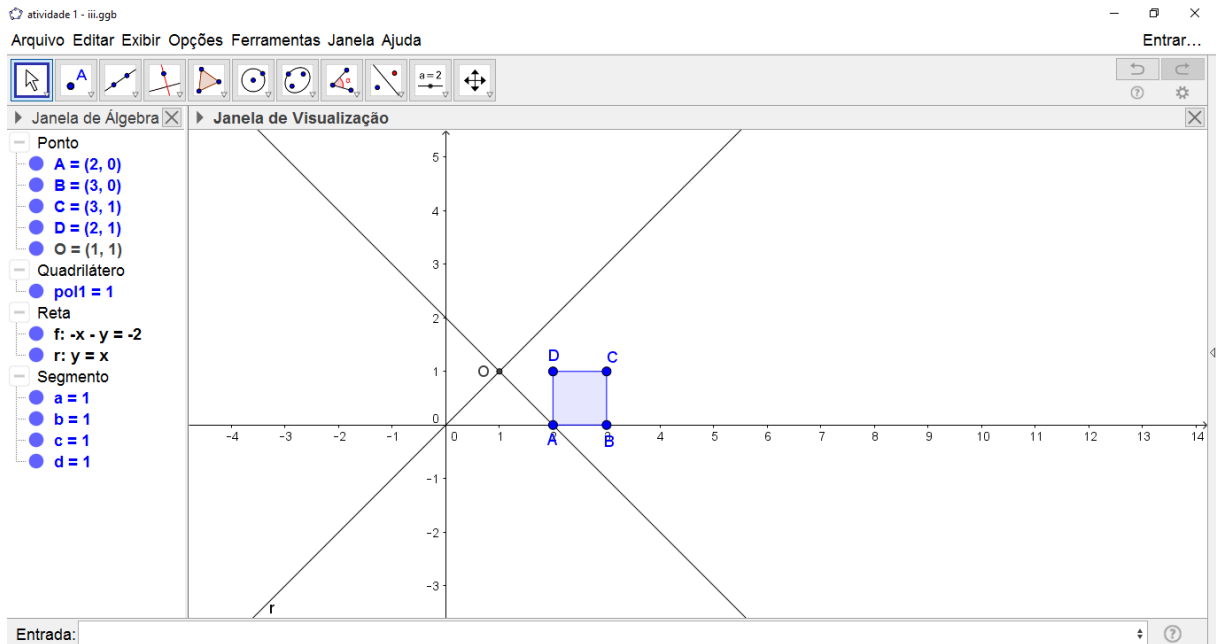 atividade 1 - iii.ggb
Arquivo Editar Exibir Opções Ferramentas Janela Ajuda
Entrar…
A
α
a = 2
Janela de Álgebra
Janela de Visualização
Ponto
A = (2, 0)
B = (3, 0)
C = (3, 1)
D = (2, 1)
O = (1, 1)
Quadrilátero
pol1 = 1
Reta
f: -x - y = -2
r: y = x
Segmento
a = 1
b = 1
c = 1
d = 1
5
4
3
2
D
C
O
1
0
-4 -3 -2 -1 0 1 3 4 5 6 7 8 9 10 11 12 13 14
A
B
-1
-2
-3
r
Entrada: